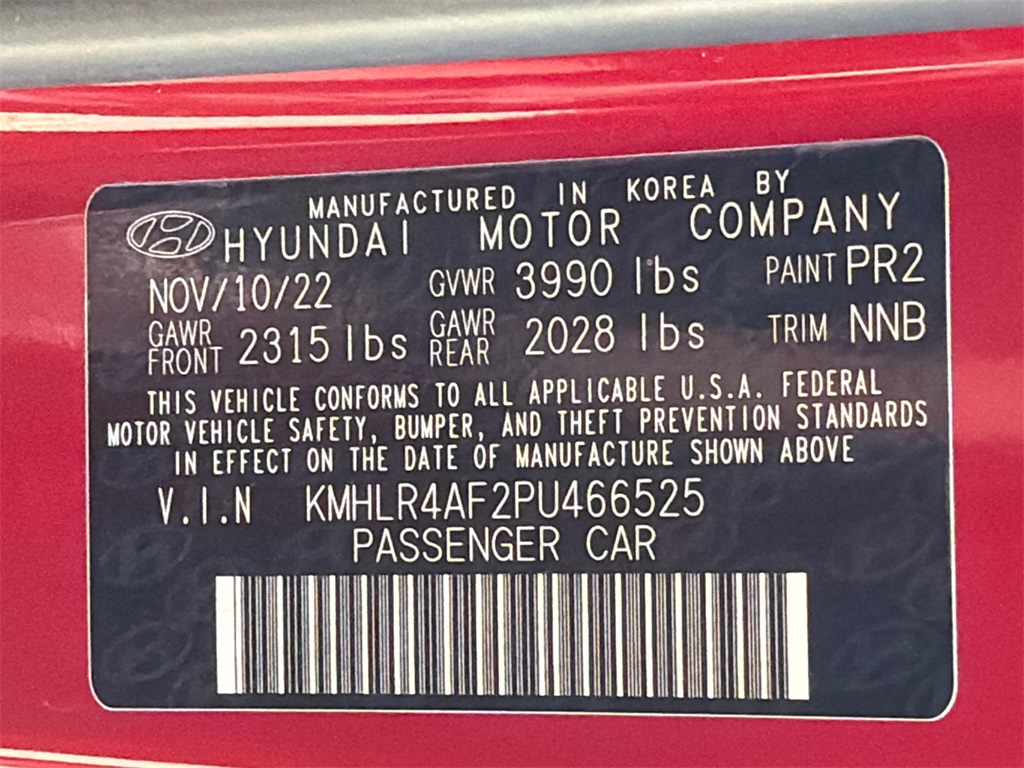 MANUFACTURED IN KOREA BY
HYUNDAI MOTOR COMPANY
NOV/10/22 GVWR 3990 lbs PAINT PR2
GAWR FRONT 2315 lbs GAWR REAR 2028 lbs TRIM NNB
THIS VEHICLE CONFORMS TO ALL APPLICABLE U.S.A. FEDERAL
MOTOR VEHICLE SAFETY, BUMPER, AND THEFT PREVENTION STANDARDS
IN EFFECT ON THE DATE OF MANUFACTURE SHOWN ABOVE
V.I.N KMHLR4AF2PU466525
PASSENGER CAR